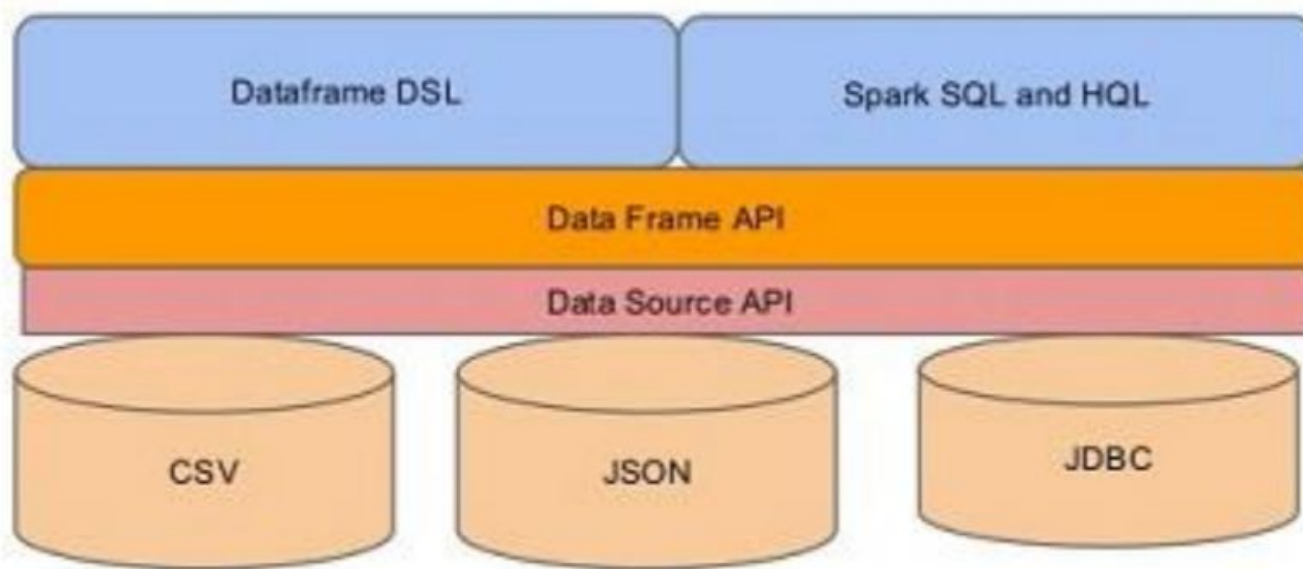 Dataframe DSL
Spark SQL and HQL
Data Frame API
Data Source API
CSV
JSON
JDBC